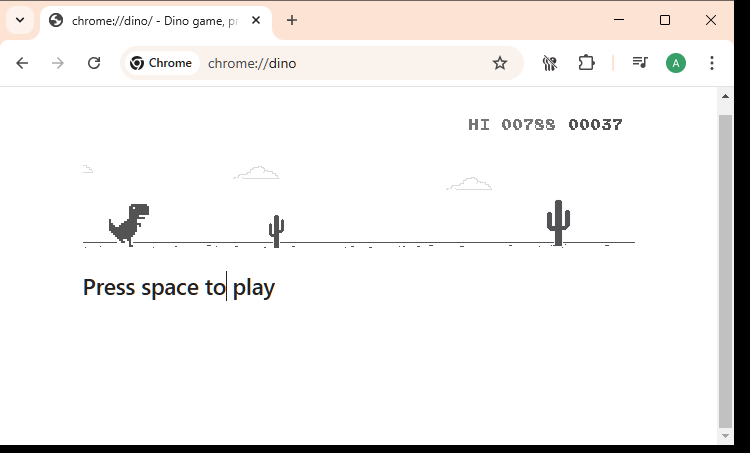 chrome://dino/ - Dino game, p
Chrome
chrome://dino
A
HI 00788 00037
Press space to play